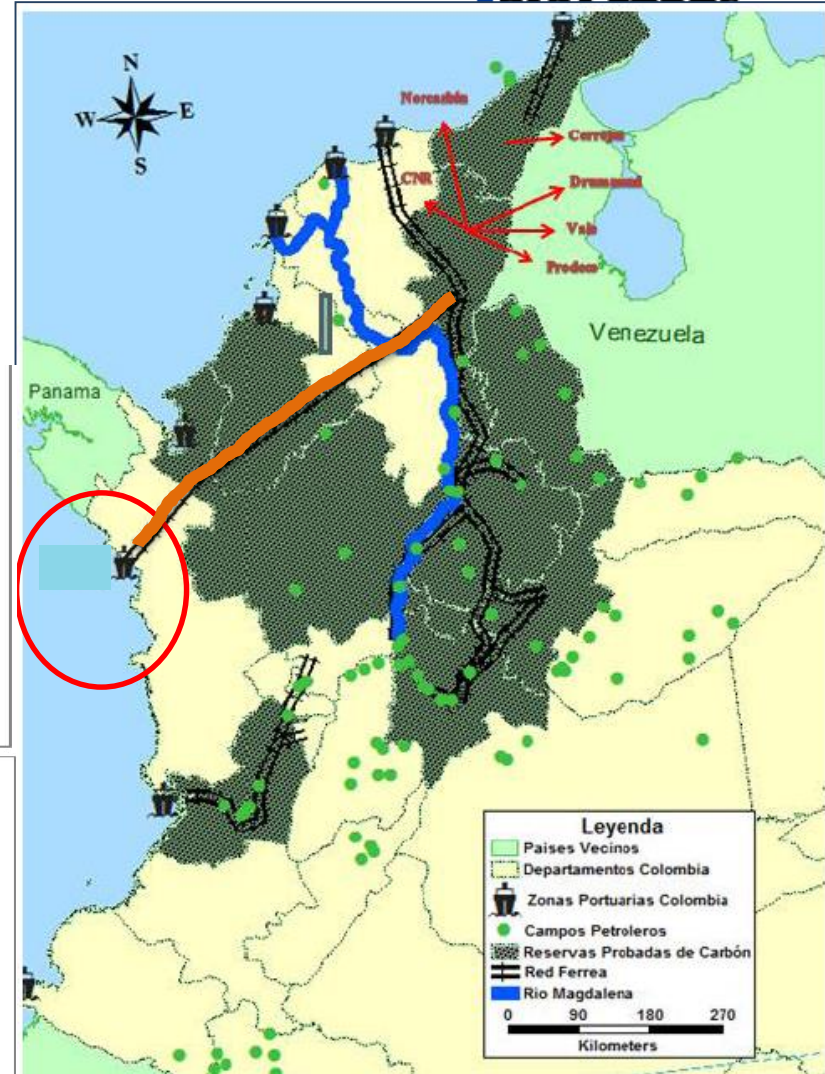 N
W
E
S
Norcarbón
Cerrejón
CNR
Drummond
Vale
Prodeco
Venezuela
Panama
Leyenda
Paises Vecinos
Departamentos Colombia
Zonas Portuarias Colombia
Campos Petroleros
Reservas Probadas de Carbón
Red Ferrea
Rio Magdalena
0 90 180 270
Kilometers